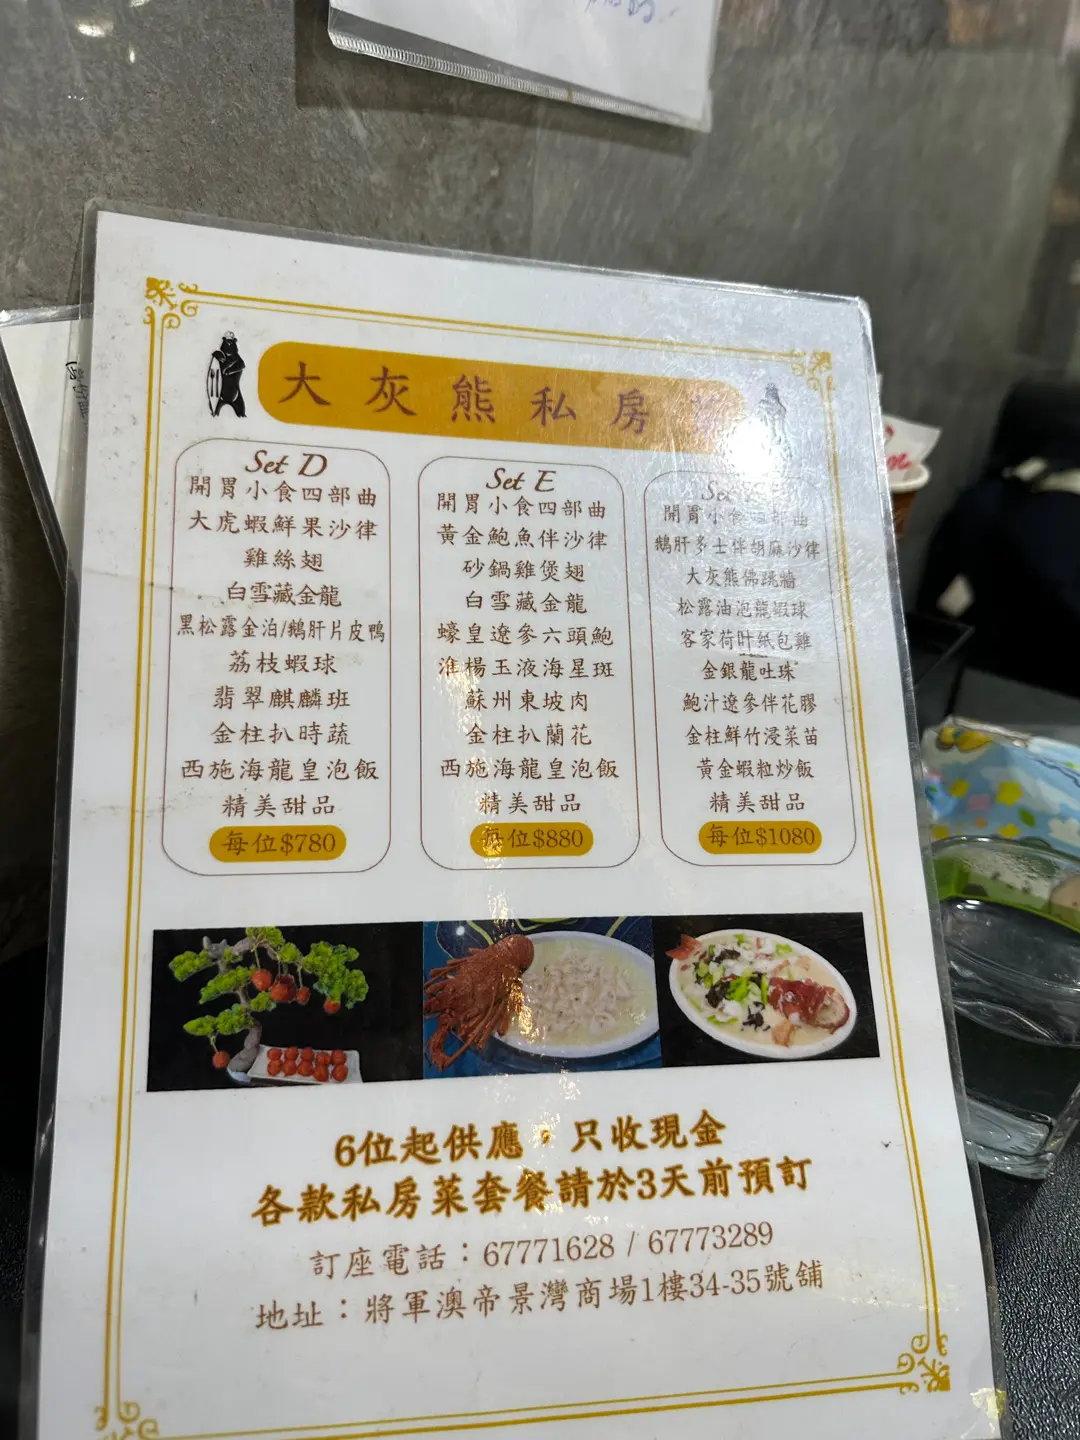 大灰熊私房菜
Set D
開胃小食四部曲
大虎蝦鮮果沙律
雞絲翅
白雪藏金龍
黑松露金泊/鵝肝片皮鴨
荔枝蝦球
翡翠麒麟班
金柱扒時蔬
西施海龍皇泡飯
精美甜品
每位$780
Set E
開胃小食四部曲
黃金鮑魚伴沙律
砂鍋雞煲翅
白雪藏金龍
蠔皇遼參六頭鮑
淮楊玉液海星斑
蘇州東坡肉
金柱扒蘭花
西施海龍皇泡飯
精美甜品
每位$880
Set
開胃小食四部曲
鵝肝多士伴胡麻沙律
大灰熊佛跳牆
松露油泡龍蝦球
客家荷叶紙包雞
金銀龍吐珠
鮑汁遼參伴花膠
金柱鮮竹浸菜苗
黃金蝦粒炒飯
精美甜品
每位$1080
6位起供應，只收現金
各款私房菜套餐請於3天前預訂
訂座電話：67771628 / 67773289
地址：將軍澳帝景灣商場1樓34-35號舖